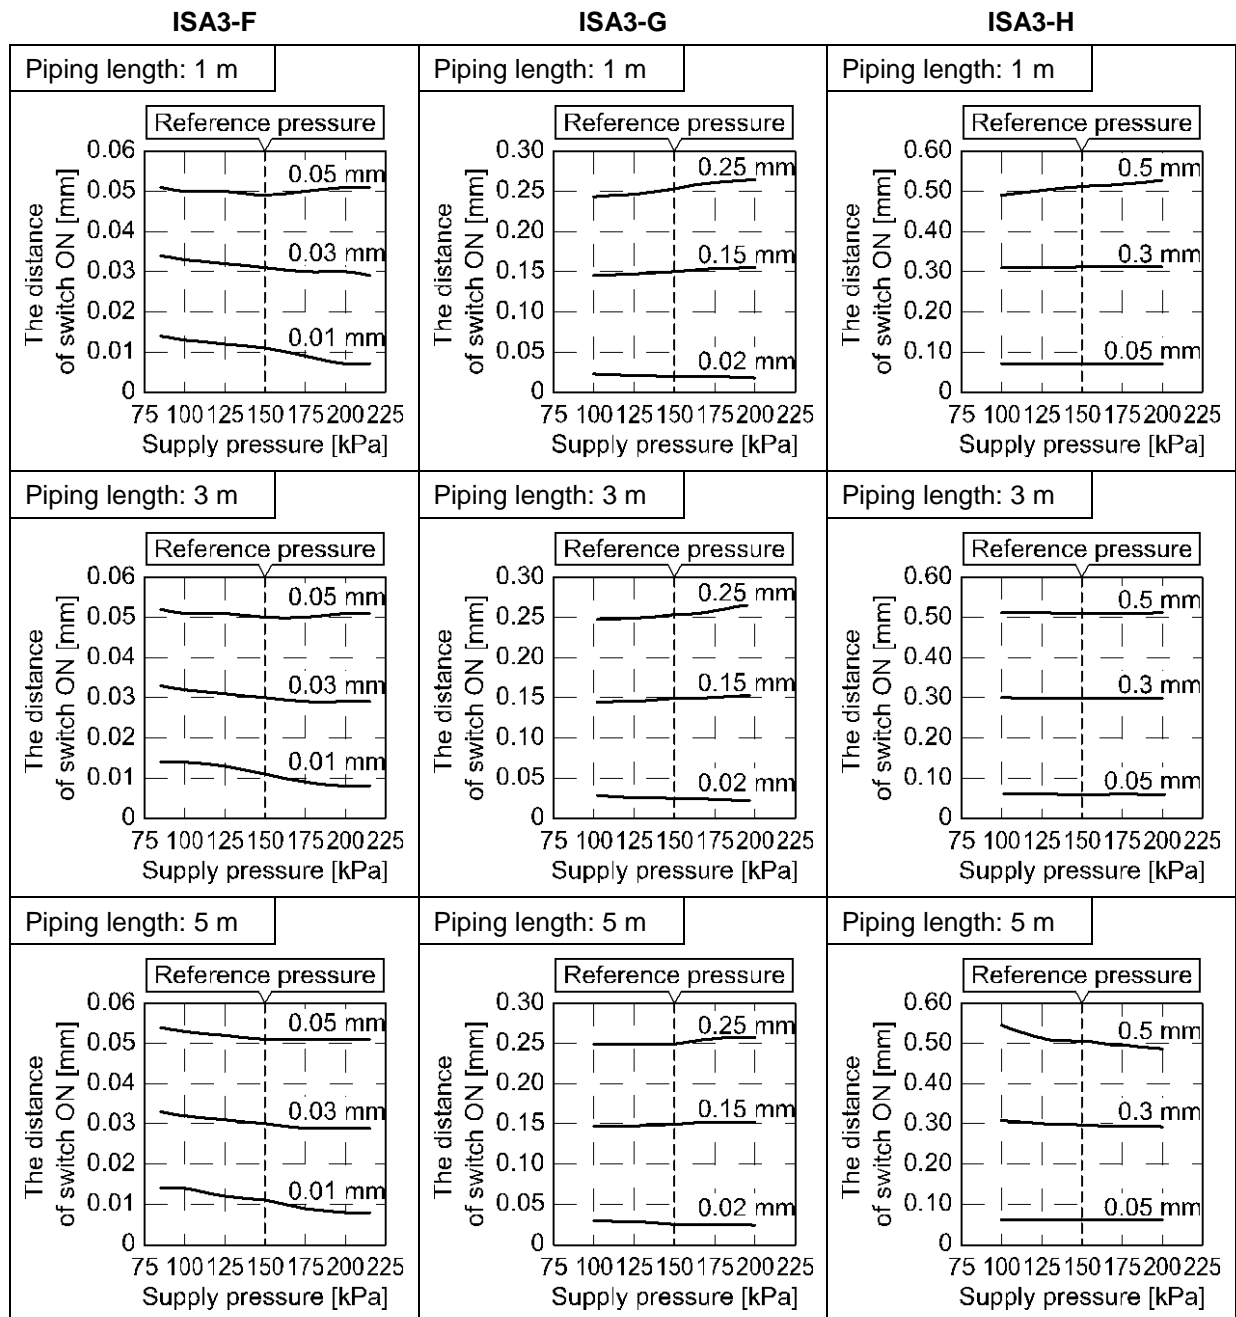 ISA3-F
ISA3-G
ISA3-H
Piping length: 1 m
Reference pressure
The distance
of switch ON [mm]
0.06
0.05
0.04
0.03
0.02
0.01
0
0.05 mm
0.03 mm
0.01 mm
75 100 125 150 175 200 225
Supply pressure [kPa]
Piping length: 1 m
Reference pressure
The distance
of switch ON [mm]
0.30
0.25
0.20
0.15
0.10
0.05
0
0.25 mm
0.15 mm
0.02 mm
75 100 125 150 175 200 225
Supply pressure [kPa]
Piping length: 1 m
Reference pressure
The distance
of switch ON [mm]
0.60
0.50
0.40
0.30
0.20
0.10
0
0.5 mm
0.3 mm
0.05 mm
75 100 125 150 175 200 225
Supply pressure [kPa]
Piping length: 3 m
Reference pressure
The distance
of switch ON [mm]
0.06
0.05
0.04
0.03
0.02
0.01
0
0.05 mm
0.03 mm
0.01 mm
75 100 125 150 175 200 225
Supply pressure [kPa]
Piping length: 3 m
Reference pressure
The distance
of switch ON [mm]
0.30
0.25
0.20
0.15
0.10
0.05
0
0.25 mm
0.15 mm
0.02 mm
75 100 125 150 175 200 225
Supply pressure [kPa]
Piping length: 3 m
Reference pressure
The distance
of switch ON [mm]
0.60
0.50
0.40
0.30
0.20
0.10
0
0.5 mm
0.3 mm
0.05 mm
75 100 125 150 175 200 225
Supply pressure [kPa]
Piping length: 5 m
Reference pressure
The distance
of switch ON [mm]
0.06
0.05
0.04
0.03
0.02
0.01
0
0.05 mm
0.03 mm
0.01 mm
75 100 125 150 175 200 225
Supply pressure [kPa]
Piping length: 5 m
Reference pressure
The distance
of switch ON [mm]
0.30
0.25
0.20
0.15
0.10
0.05
0
0.25 mm
0.15 mm
0.02 mm
75 100 125 150 175 200 225
Supply pressure [kPa]
Piping length: 5 m
Reference pressure
The distance
of switch ON [mm]
0.60
0.50
0.40
0.30
0.20
0.10
0
0.5 mm
0.3 mm
0.05 mm
75 100 125 150 175 200 225
Supply pressure [kPa]